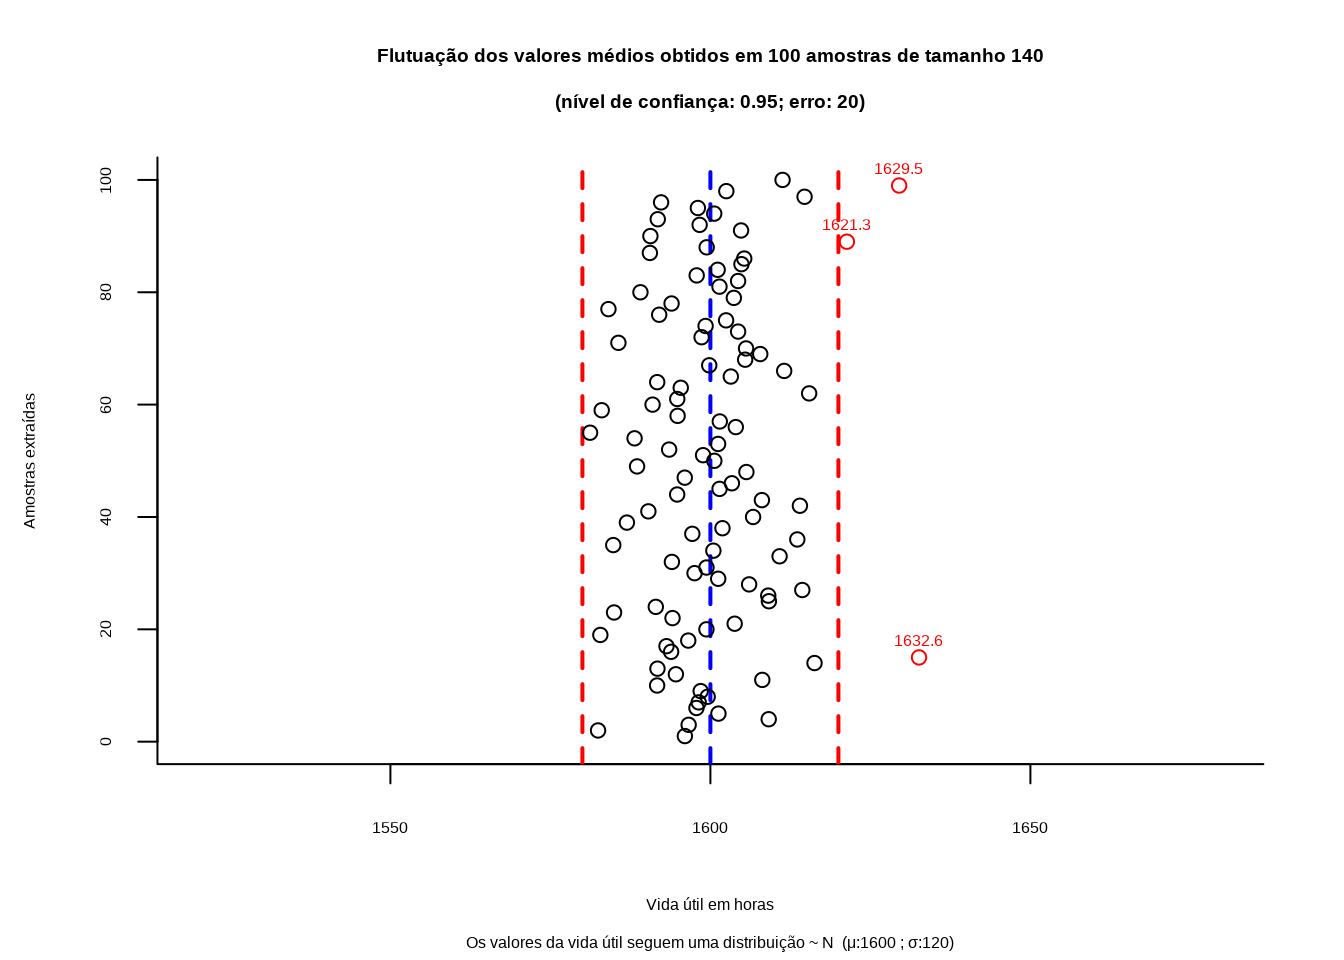 Flutuação dos valores médios obtidos em 100 amostras de tamanho 140
(nível de confiança: 0.95; erro: 20)
1629.5
1621.3
1632.6
100
80
60
40
20
0
Amostras extraídas
1550 1600 1650
Vida útil em horas
Os valores da vida útil seguem uma distribuição ~ N (μ:1600 ; σ:120)